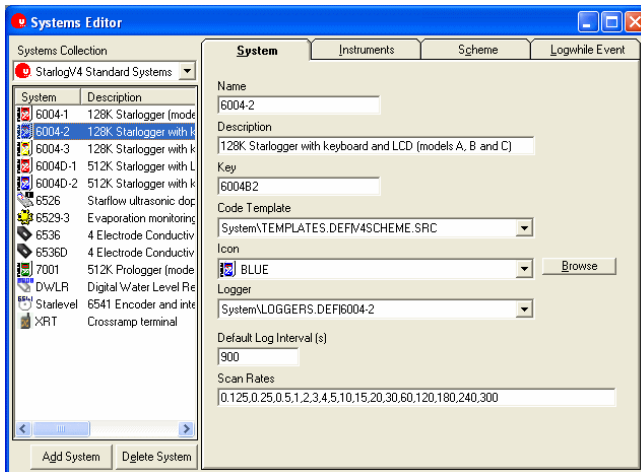 Systems Editor
Systems Collection
StarlogV4 Standard Systems
System Description
6004-1 128K Starlogger (mode
6004-2 128K Starlogger with k
6004-3 128K Starlogger with k
6004D-1 512K Starlogger with L
6004D-2 512K Starlogger with k
6526 Starflow ultrasonic dop
6529-3 Evaporation monitoring
6536 4 Electrode Conductiv
6536D 4 Electrode Conductiv
7001 512K Prologger (mode
DWLR Digital Water Level Re
Starlevel 6541 Encoder and inte
XRT Crossramp terminal
Add System Delete System
System Instruments Scheme Logwhile Event
Name
6004-2
Description
128K Starlogger with keyboard and LCD (models A, B and C)
Key
6004B2
Code Template
System\TEMPLATES.DEF|V4SCHEME.SRC
Icon
BLUE Browse
Logger
System\LOGGERS.DEF|6004-2
Default Log Interval (s)
900
Scan Rates
0.125,0.25,0.5,1,2,3,4,5,10,15,20,30,60,120,180,240,300